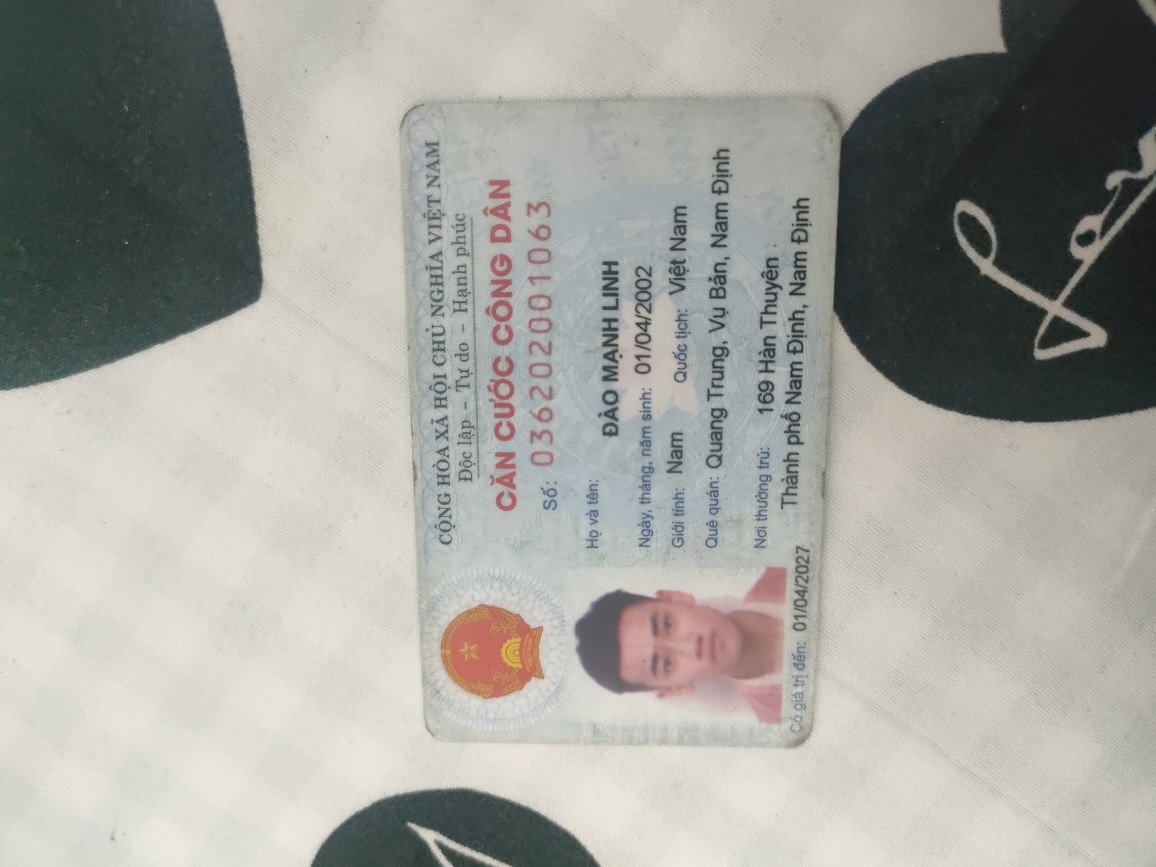 CỘNG HÒA XÃ HỘI CHỦ NGHĨA VIỆT NAM
Độc lập - Tự do - Hạnh phúc
CĂN CƯỚC CÔNG DÂN
Số: 036202001063
Họ và tên:
ĐÀO MẠNH LINH
Ngày, tháng, năm sinh: 01/04/2002
Giới tính: Nam Quốc tịch: Việt Nam
Quê quán: Quang Trung, Vụ Bản, Nam Định
Nơi thường trú: 169 Hàn Thuyên
Thành phố Nam Định, Nam Định
Có giá trị đến: 01/04/2027